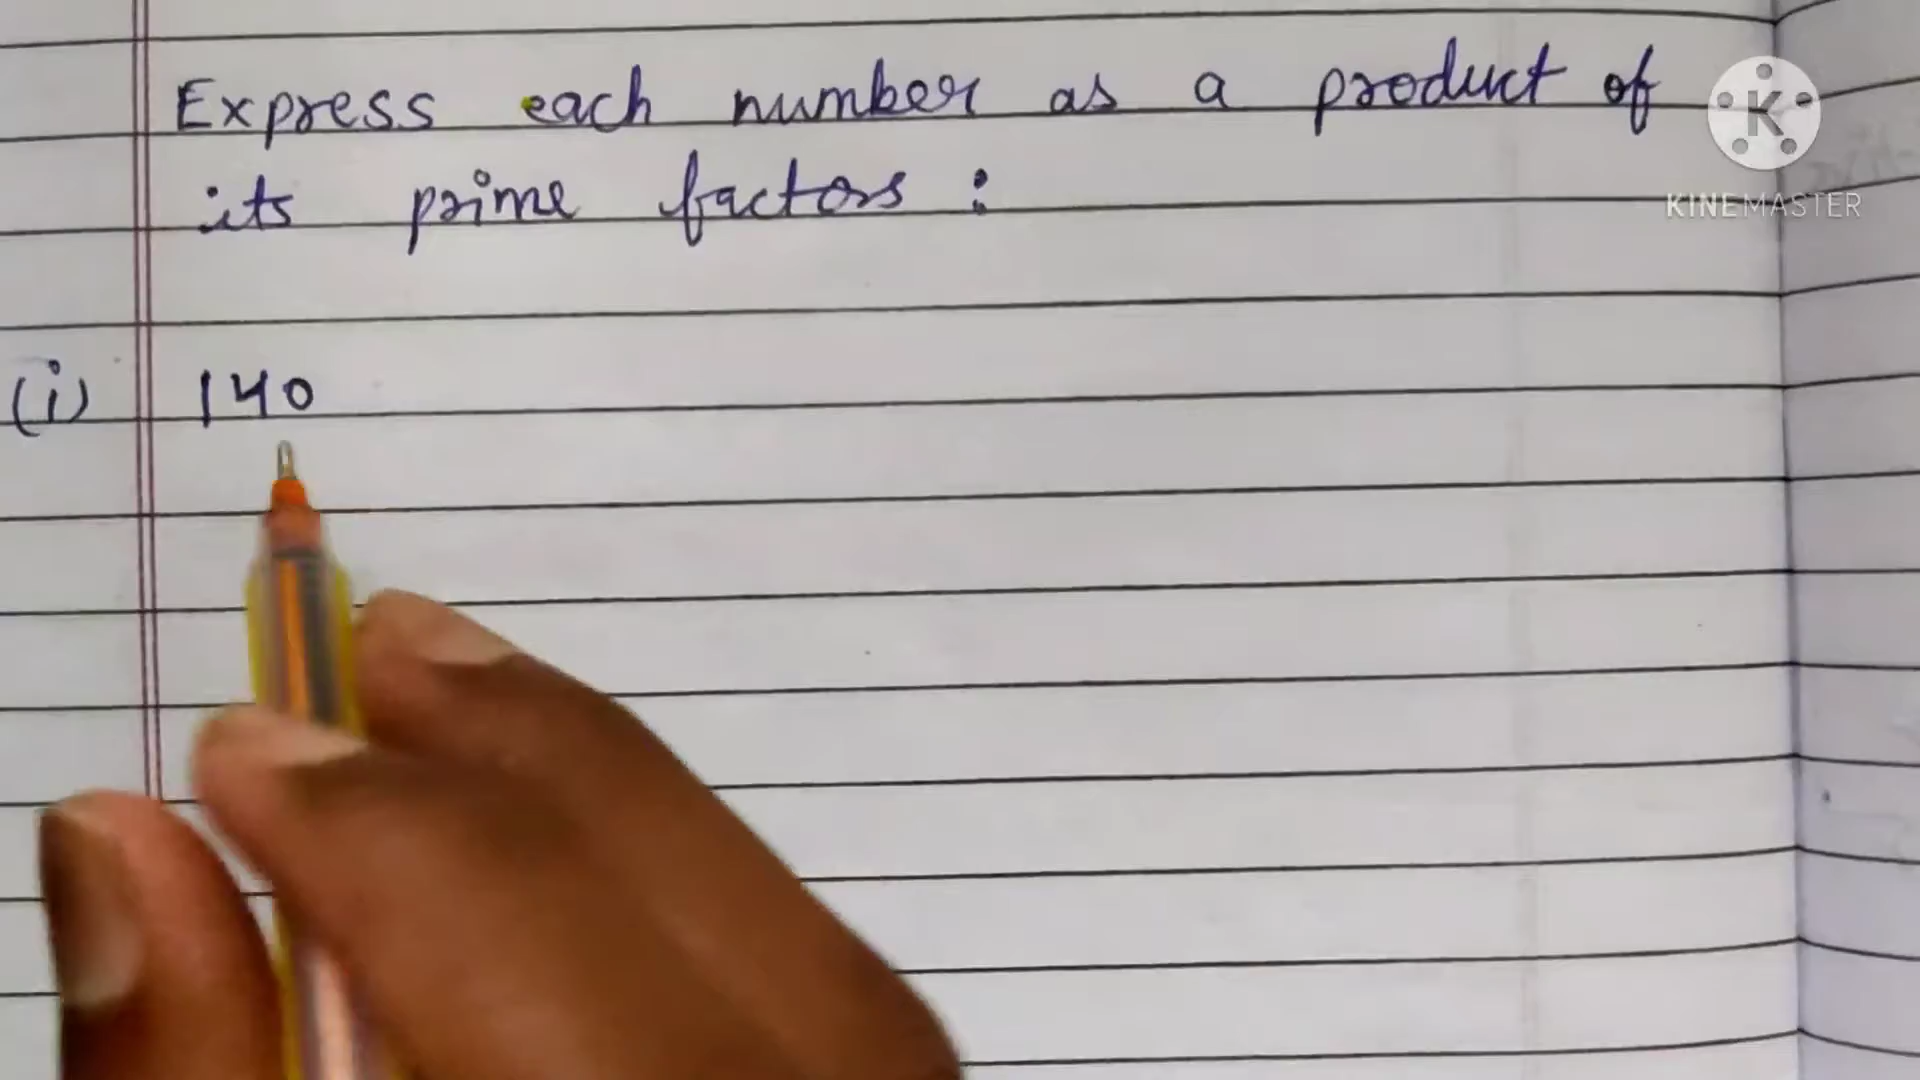 Express each number as a product of
K
KINEMASTER
its prime factors :
(i) 140